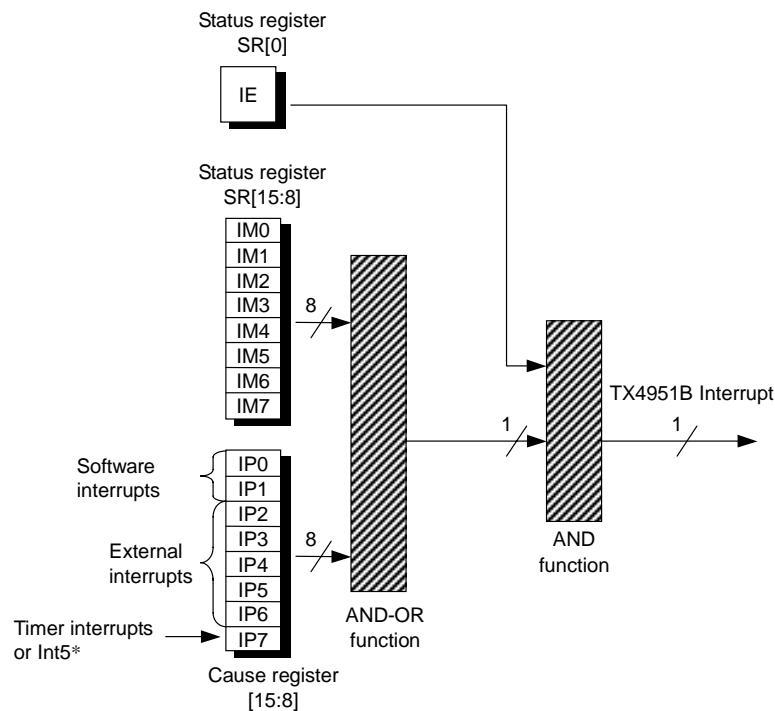 Status register
SR[0]
IE
Status register
SR[15:8]
IM0
IM1
IM2
IM3
IM4
IM5
IM6
IM7
8
1
TX4951B Interrupt
1
Software
interrupts
IP0
IP1
IP2
IP3
IP4
IP5
IP6
IP7
External
interrupts
8
Timer interrupts
or Int5*
AND
function
AND-OR
function
Cause register
[15:8]